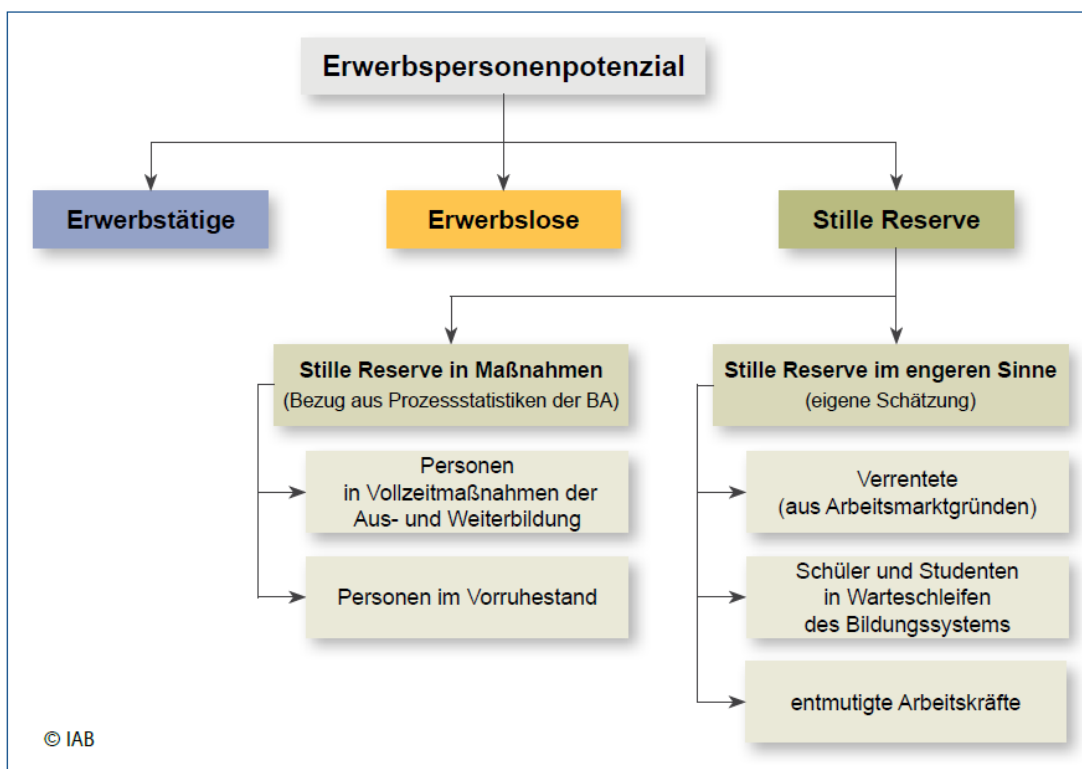 Erwerbspersonenpotenzial
Erwerbstätige
Erwerbslose
Stille Reserve
Stille Reserve in Maßnahmen
(Bezug aus Prozessstatistiken der BA)
Personen
in Vollzeitmaßnahmen der
Aus- und Weiterbildung
Personen im Vorruhestand
Stille Reserve im engeren Sinne
(eigene Schätzung)
Verrentete
(aus Arbeitsmarktgründen)
Schüler und Studenten
in Warteschleifen
des Bildungssystems
entmutigte Arbeitskräfte
© IAB